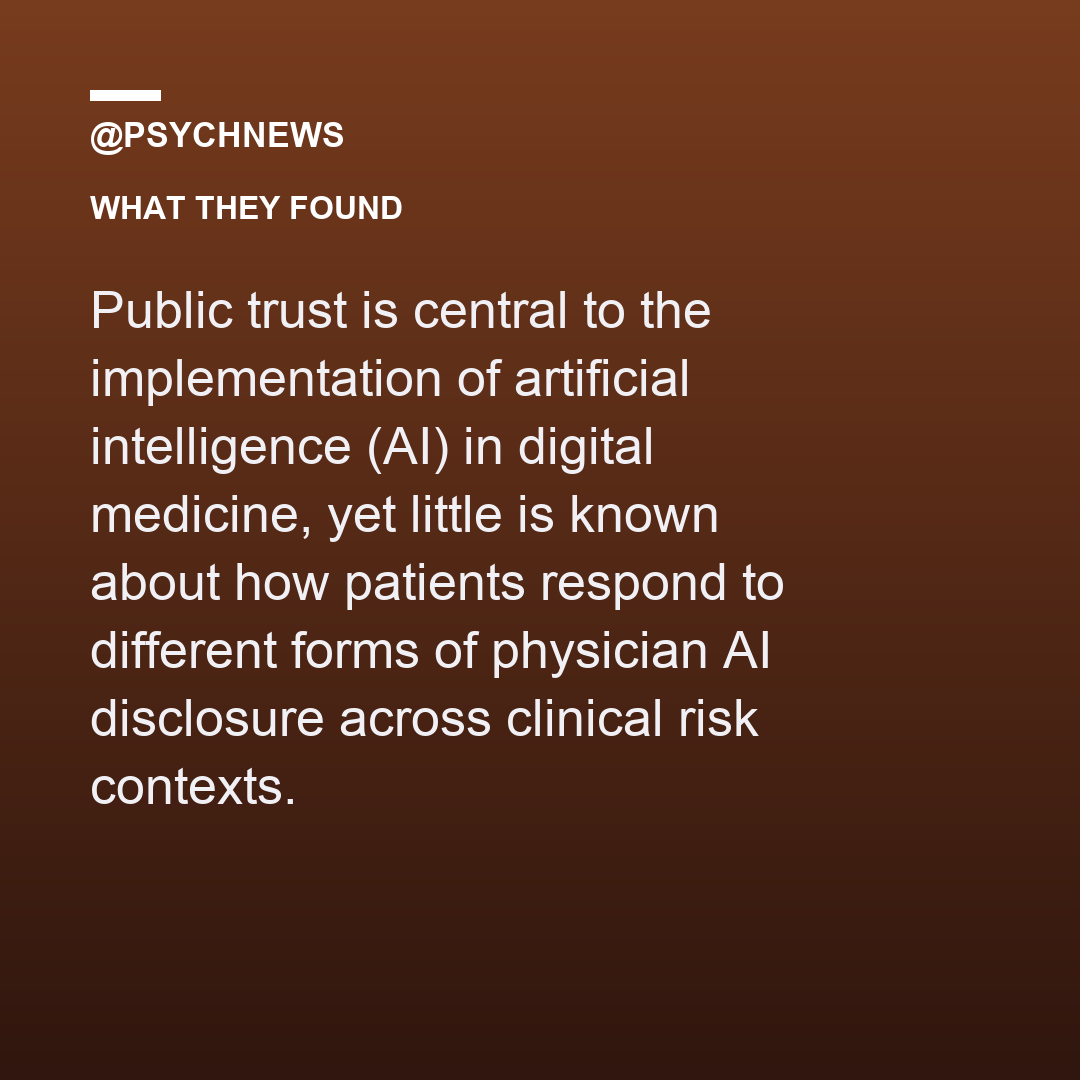 @PSYCHNEWS
WHAT THEY FOUND
Public trust is central to the
implementation of artificial
intelligence (AI) in digital
medicine, yet little is known
about how patients respond to
different forms of physician AI
disclosure across clinical risk
contexts.